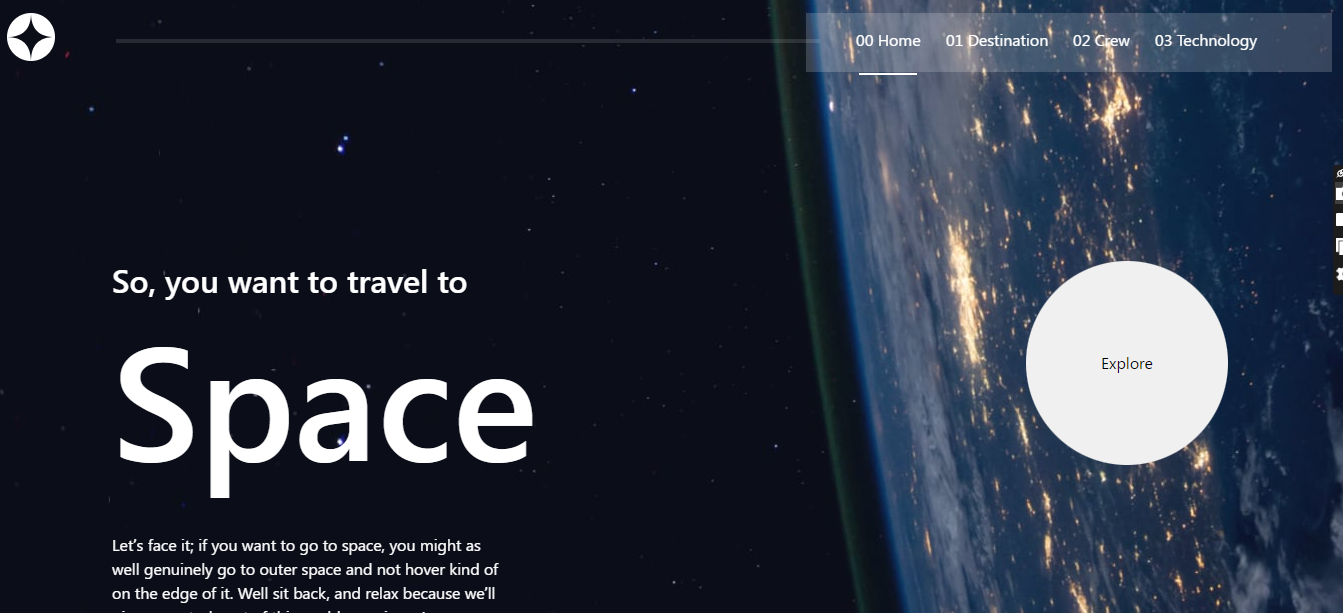 00 Home 01 Destination 02 Crew 03 Technology
So, you want to travel to
Space
Explore
Let’s face it; if you want to go to space, you might as
well genuinely go to outer space and not hover kind of
on the edge of it. Well sit back, and relax because we’ll